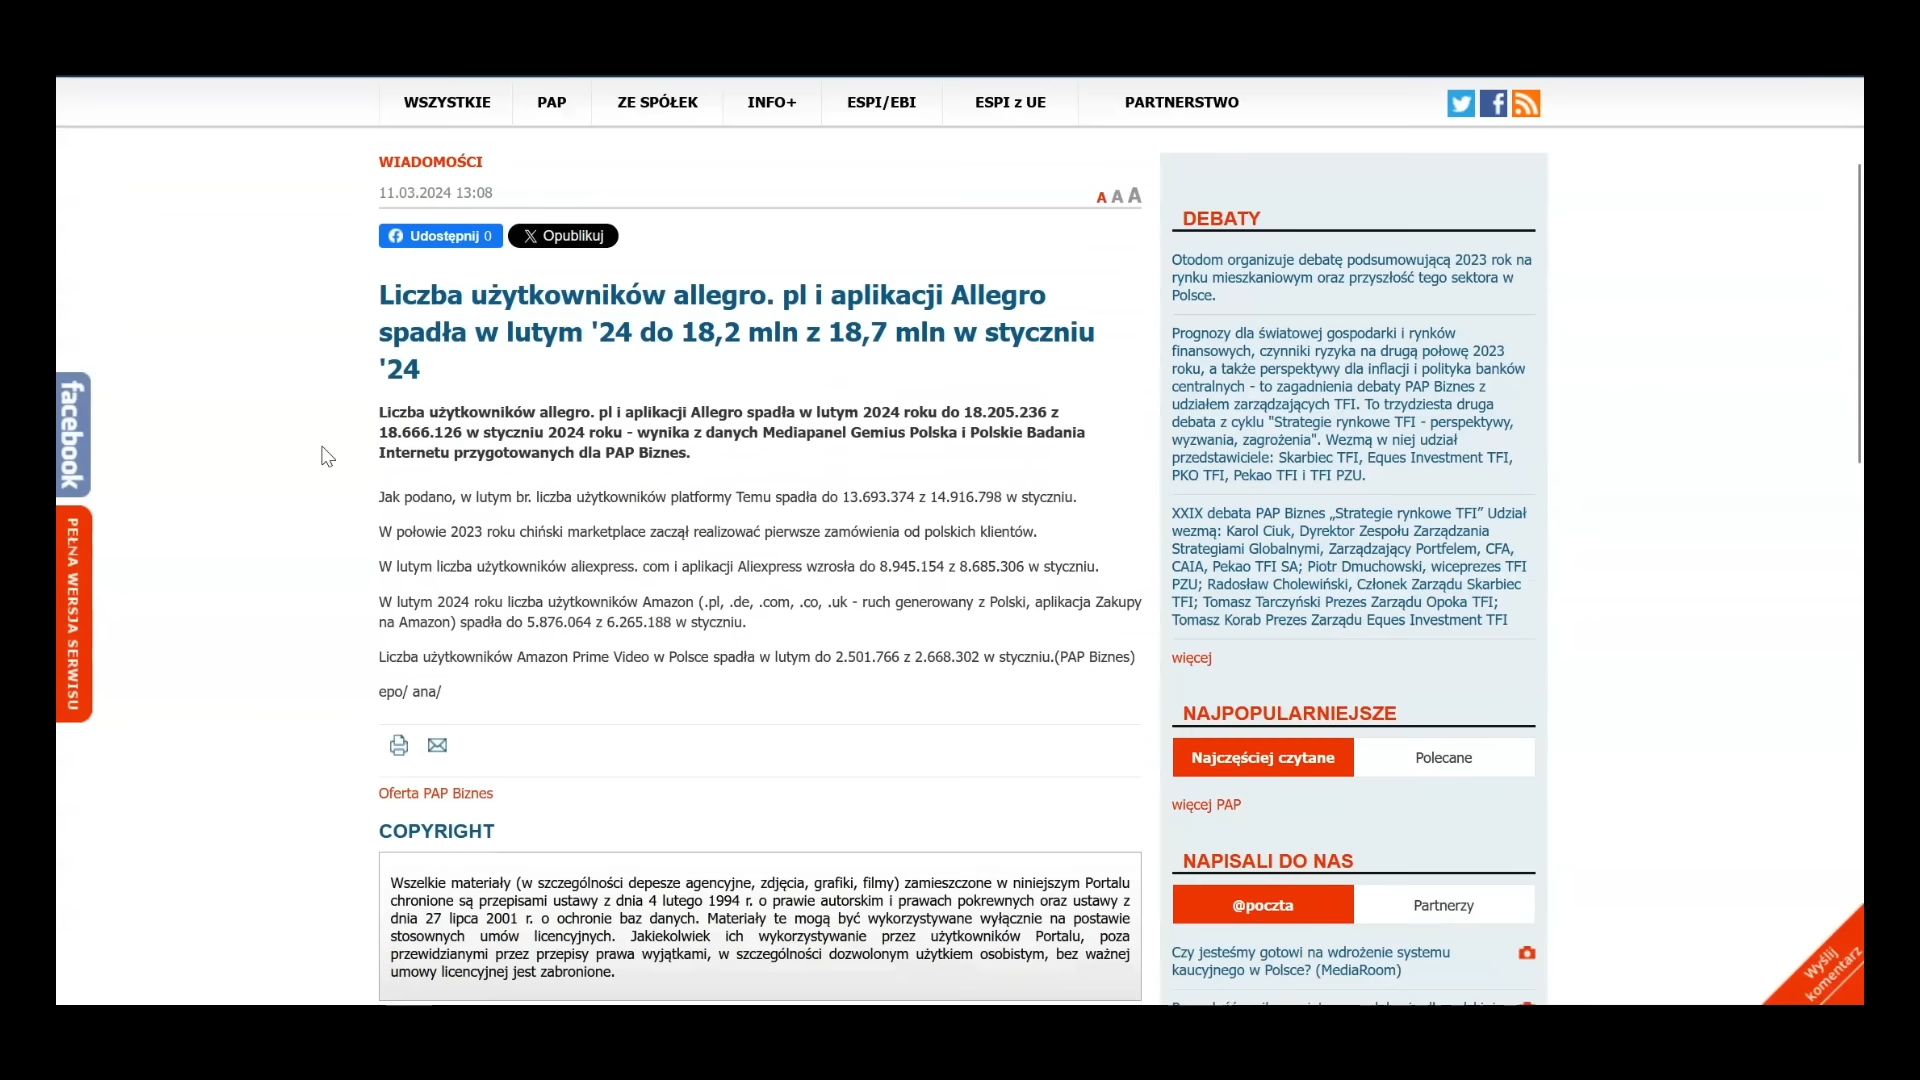 WSZYSTKIE PAP ZE SPÓŁEK INFO+ ESPI/EBI ESPI z UE PARTNERSTWO
WIADOMOŚCI
11.03.2024 13:08
A A A
Udostępnij 0 Opublikuj
Liczba użytkowników allegro. pl i aplikacji Allegro
spadła w lutym '24 do 18,2 mln z 18,7 mln w styczniu
'24
Liczba użytkowników allegro. pl i aplikacji Allegro spadła w lutym 2024 roku do 18.205.236 z
18.666.126 w styczniu 2024 roku - wynika z danych Mediapanel Gemius Polska i Polskie Badania
Internetu przygotowanych dla PAP Biznes.
Jak podano, w lutym br. liczba użytkowników platformy Temu spadła do 13.693.374 z 14.916.798 w styczniu.
W połowie 2023 roku chiński marketplace zaczął realizować pierwsze zamówienia od polskich klientów.
W lutym liczba użytkowników aliexpress. com i aplikacji Aliexpress wzrosła do 8.945.154 z 8.685.306 w styczniu.
W lutym 2024 roku liczba użytkowników Amazon (.pl, .de, .com, .co, .uk - ruch generowany z Polski, aplikacja Zakupy
na Amazon) spadła do 5.876.064 z 6.265.188 w styczniu.
Liczba użytkowników Amazon Prime Video w Polsce spadła w lutym do 2.501.766 z 2.668.302 w styczniu.(PAP Biznes)
epo/ ana/
Oferta PAP Biznes
COPYRIGHT
Wszelkie materiały (w szczególności depesze agencyjne, zdjęcia, grafiki, filmy) zamieszczone w niniejszym Portalu
chronione są przepisami ustawy z dnia 4 lutego 1994 r. o prawie autorskim i prawach pokrewnych oraz ustawy z
dnia 27 lipca 2001 r. o ochronie baz danych. Materiały te mogą być wykorzystywane wyłącznie na postawie
stosownych umów licencyjnych. Jakiekolwiek ich wykorzystywanie przez użytkowników Portalu, poza
przewidzianymi przez przepisy prawa wyjątkami, w szczególności dozwolonym użytkiem osobistym, bez ważnej
umowy licencyjnej jest zabronione.
DEBATY
Otodom organizuje debatę podsumowującą 2023 rok na
rynku mieszkaniowym oraz przyszłość tego sektora w
Polsce.
Prognozy dla światowej gospodarki i rynków
finansowych, czynniki ryzyka na drugą połowę 2023
roku, a także perspektywy dla inflacji i polityka banków
centralnych - to zagadnienia debaty PAP Biznes z
udziałem zarządzających TFI. To trzydziesta druga
debata z cyklu "Strategie rynkowe TFI - perspektywy,
wyzwania, zagrożenia". Wezmą w niej udział
przedstawiciele: Skarbiec TFI, Eques Investment TFI,
PKO TFI, Pekao TFI i TFI PZU.
XXIX debata PAP Biznes „Strategie rynkowe TFI” Udział
wezmą: Karol Ciuk, Dyrektor Zespołu Zarządzania
Strategiami Globalnymi, Zarządzający Portfelem, CFA,
CAIA, Pekao TFI SA; Piotr Dmuchowski, wiceprezes TFI
PZU; Radosław Cholewiński, Członek Zarządu Skarbiec
TFI; Tomasz Tarczyński Prezes Zarządu Opoka TFI;
Tomasz Korab Prezes Zarządu Eques Investment TFI
więcej
NAJPOPULARNIEJSZE
Najczęściej czytane Polecane
więcej PAP
NAPISALI DO NAS
@poczta Partnerzy
Czy jesteśmy gotowi na wdrożenie systemu
kaucyjnego w Polsce? (MediaRoom)
facebook
PEŁNA WERSJA SERWISU
Wyślij
komentarz